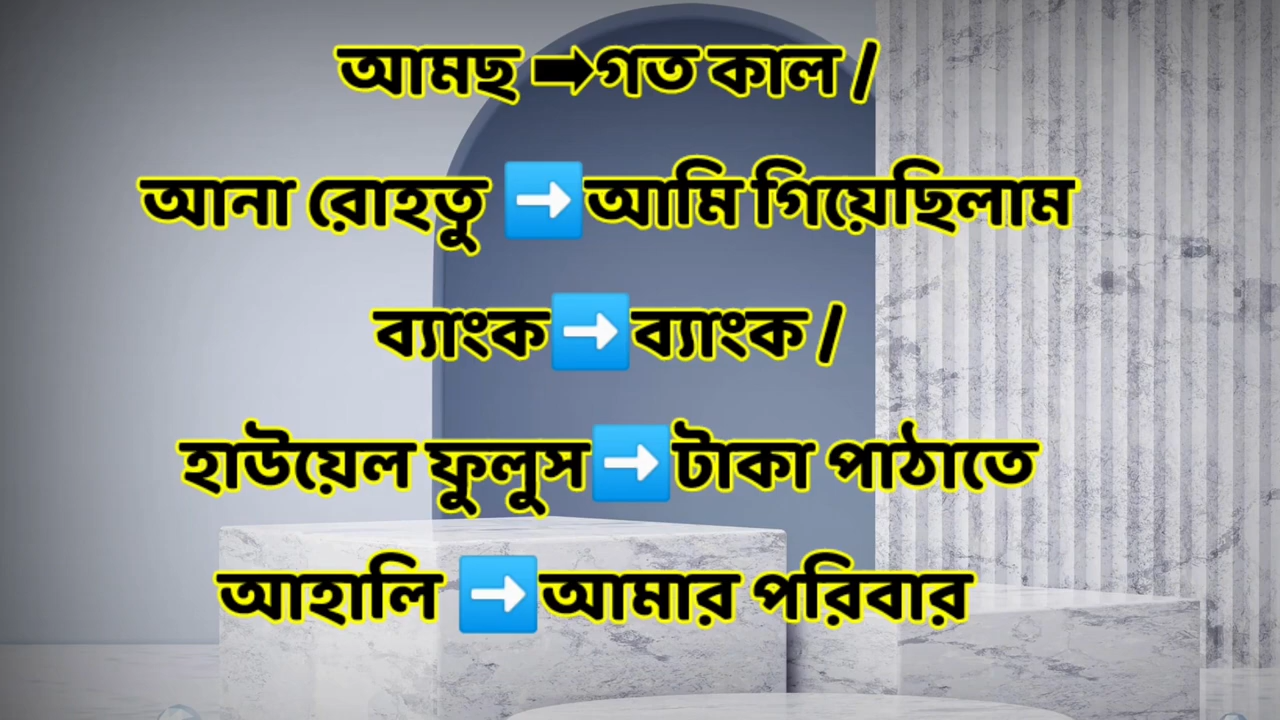 আমছ ➡গত কাল /
আনা রোহতু ➡️ আমি গিয়েছিলাম
ব্যাংক ➡️ ব্যাংক /
হাউয়েল ফুলুস ➡️ টাকা পাঠাতে
আহালি ➡️ আমার পরিবার